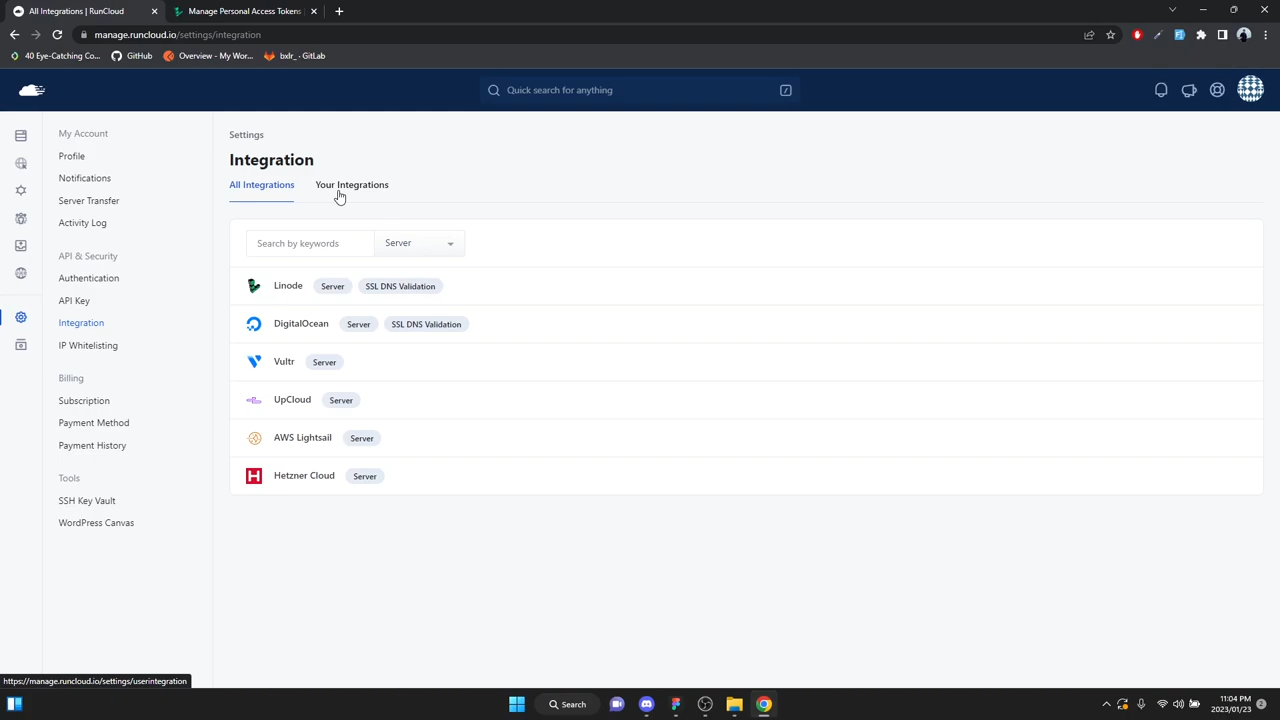 All Integrations | RunCloud
Manage Personal Access Tokens
manage.runcloud.io/settings/integration
40 Eye-Catching Co...
GitHub
Overview - My Wor...
bxlr_ · GitLab
Quick search for anything
/
My Account
Profile
Notifications
Server Transfer
Activity Log
API & Security
Authentication
API Key
Integration
IP Whitelisting
Billing
Subscription
Payment Method
Payment History
Tools
SSH Key Vault
WordPress Canvas
Settings
Integration
All Integrations
Your Integrations
Search by keywords
Server
Linode Server SSL DNS Validation
DigitalOcean Server SSL DNS Validation
Vultr Server
UpCloud Server
AWS Lightsail Server
H Hetzner Cloud Server
https://manage.runcloud.io/settings/userintegration
Search
11:04 PM
2023/01/23
2